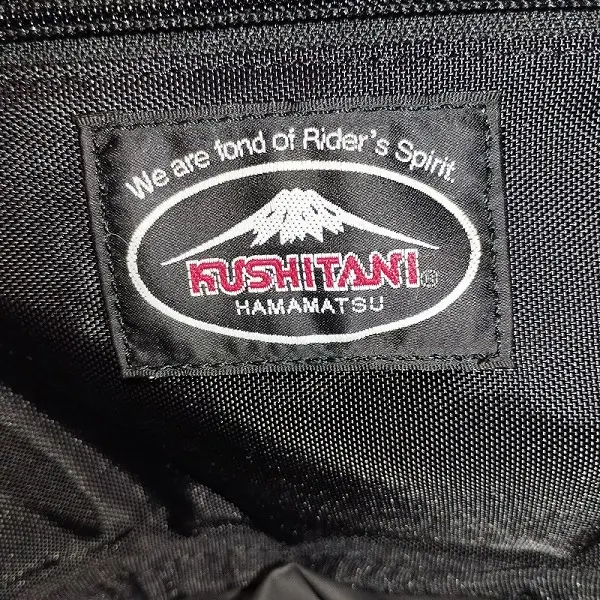 We are fond of Rider's Spirit.
KUSHITANI®
HAMAMATSU